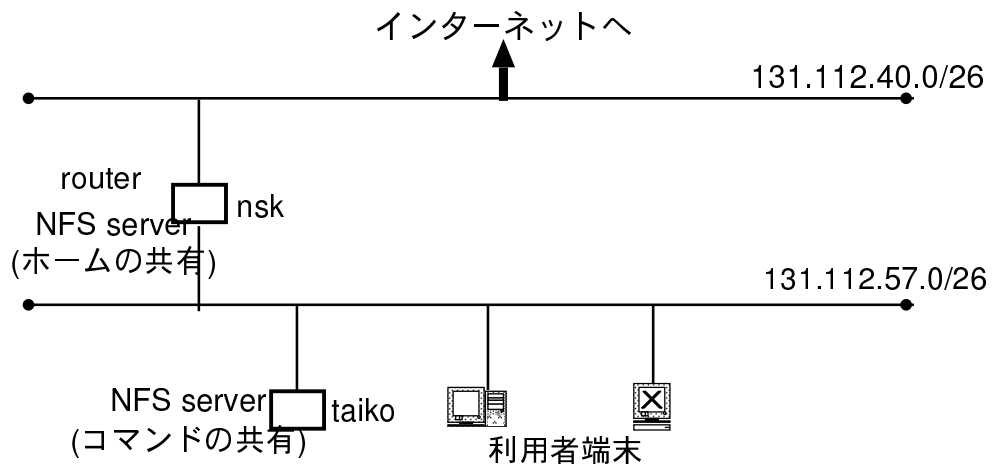 インターネットへ
131.112.40.0/26
router
nsk
NFS server
(ホームの共有)
131.112.57.0/26
NFS server
taiko
(コマンドの共有)
利用者端末